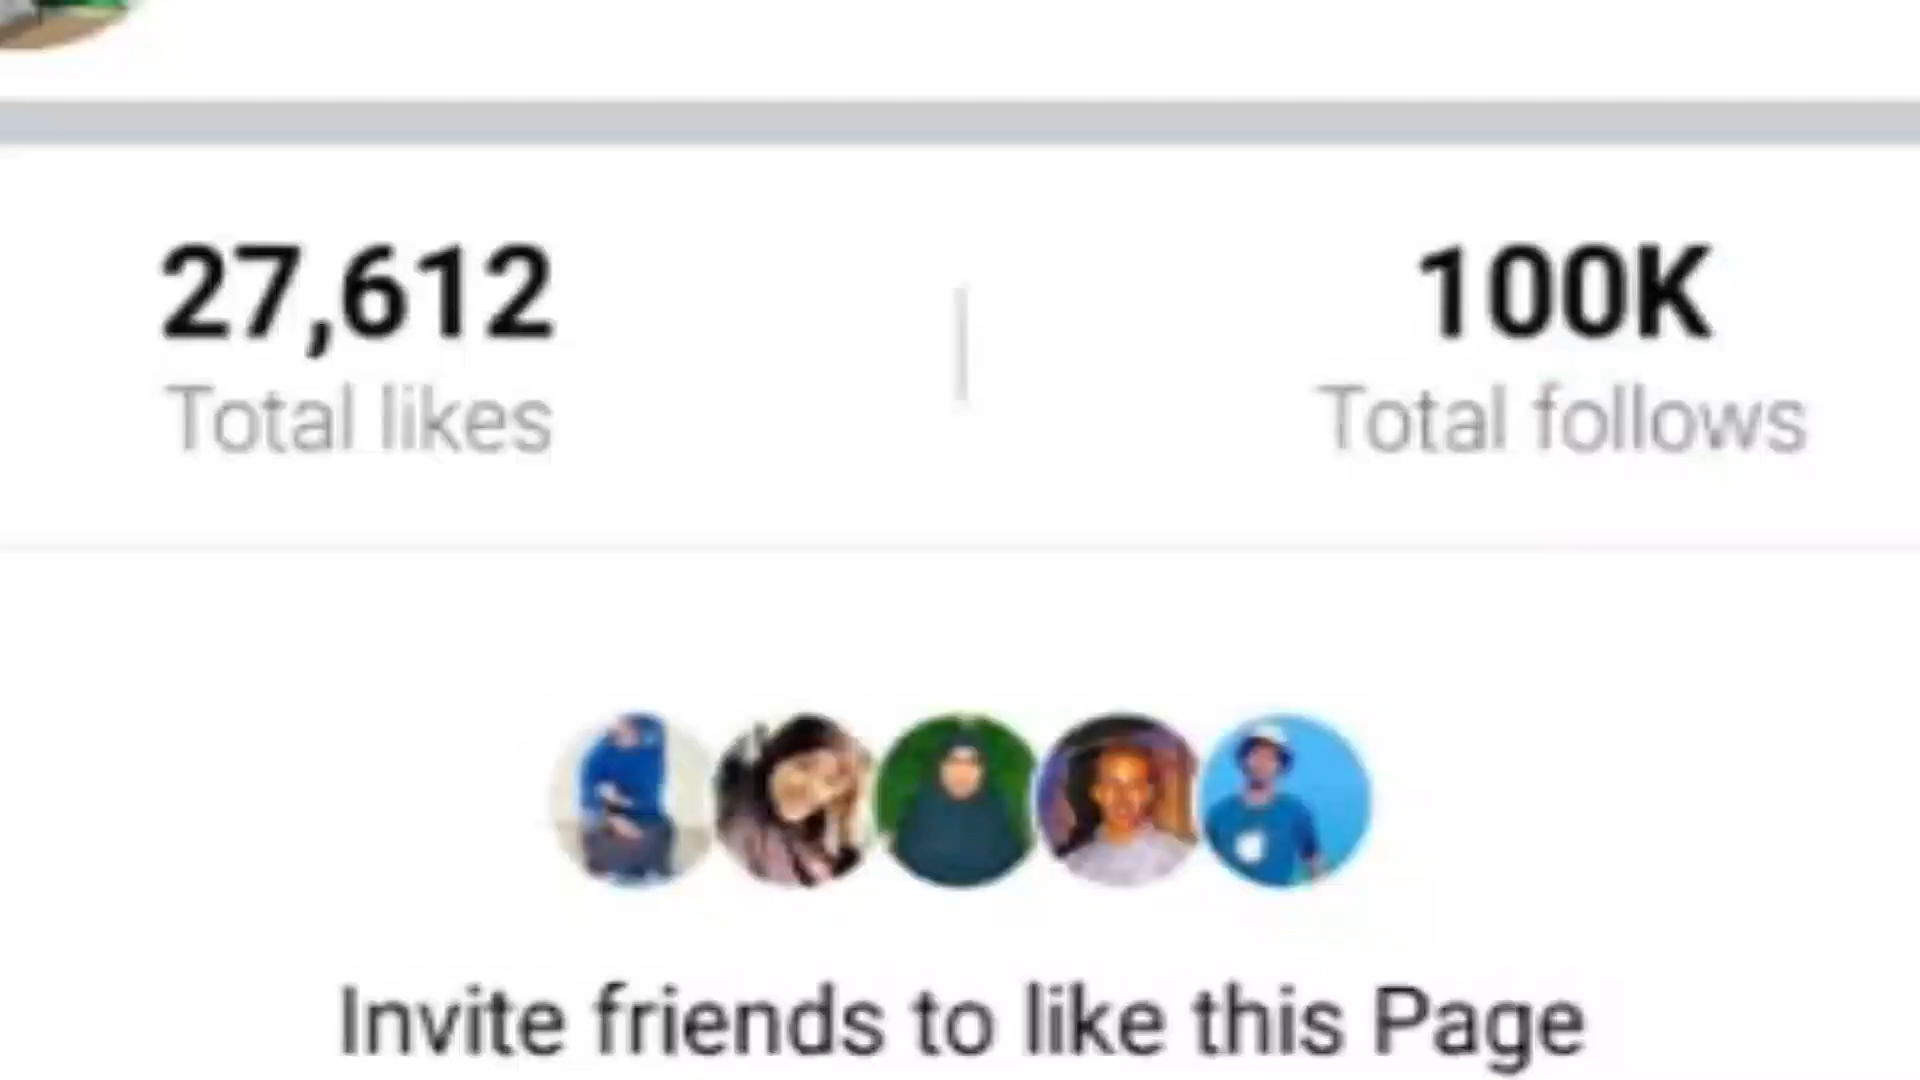 27,612
Total likes
100K
Total follows
Invite friends to like this Page